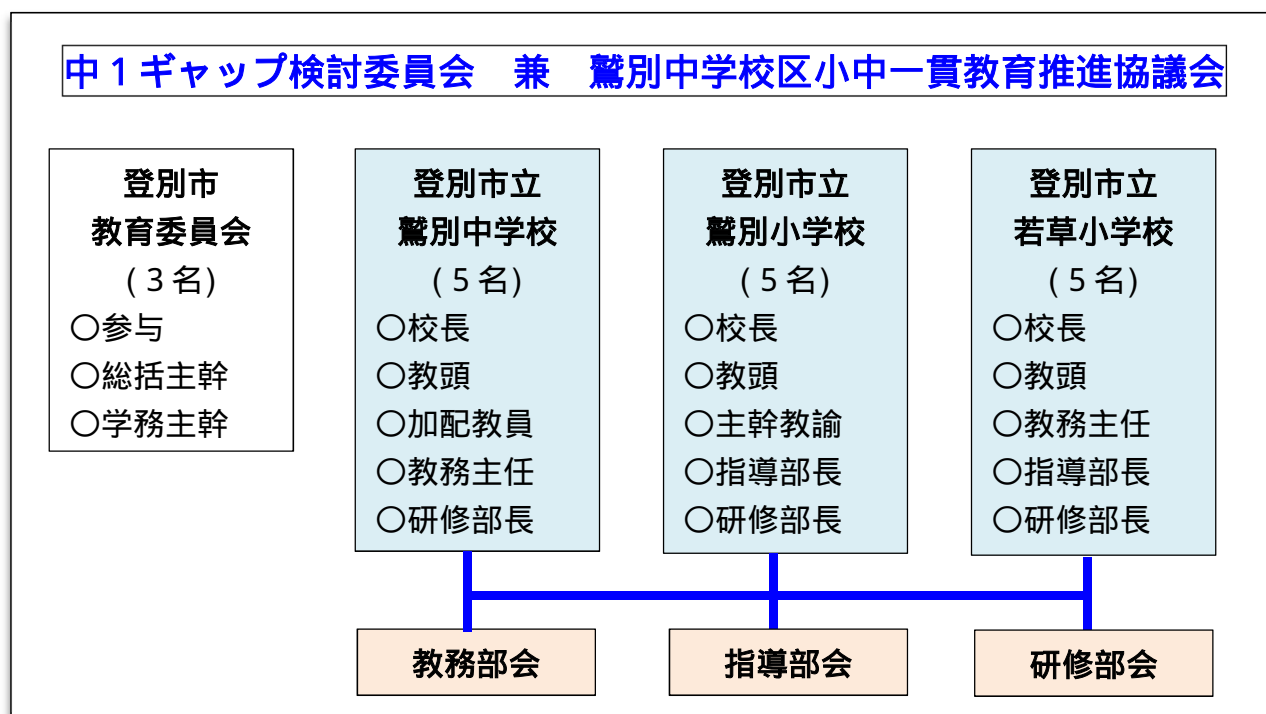 中１ギャップ検討委員会　兼　鷲別中学校区小中一貫教育推進協議会
登別市
教育委員会
(３名)
〇参与
〇総括主幹
〇学務主幹
登別市立
鷲別中学校
(５名)
〇校長
〇教頭
〇加配教員
〇教務主任
〇研修部長
登別市立
鷲別小学校
(５名)
〇校長
〇教頭
〇主幹教諭
〇指導部長
〇研修部長
登別市立
若草小学校
(５名)
〇校長
〇教頭
〇教務主任
〇指導部長
〇研修部長
教務部会
指導部会
研修部会